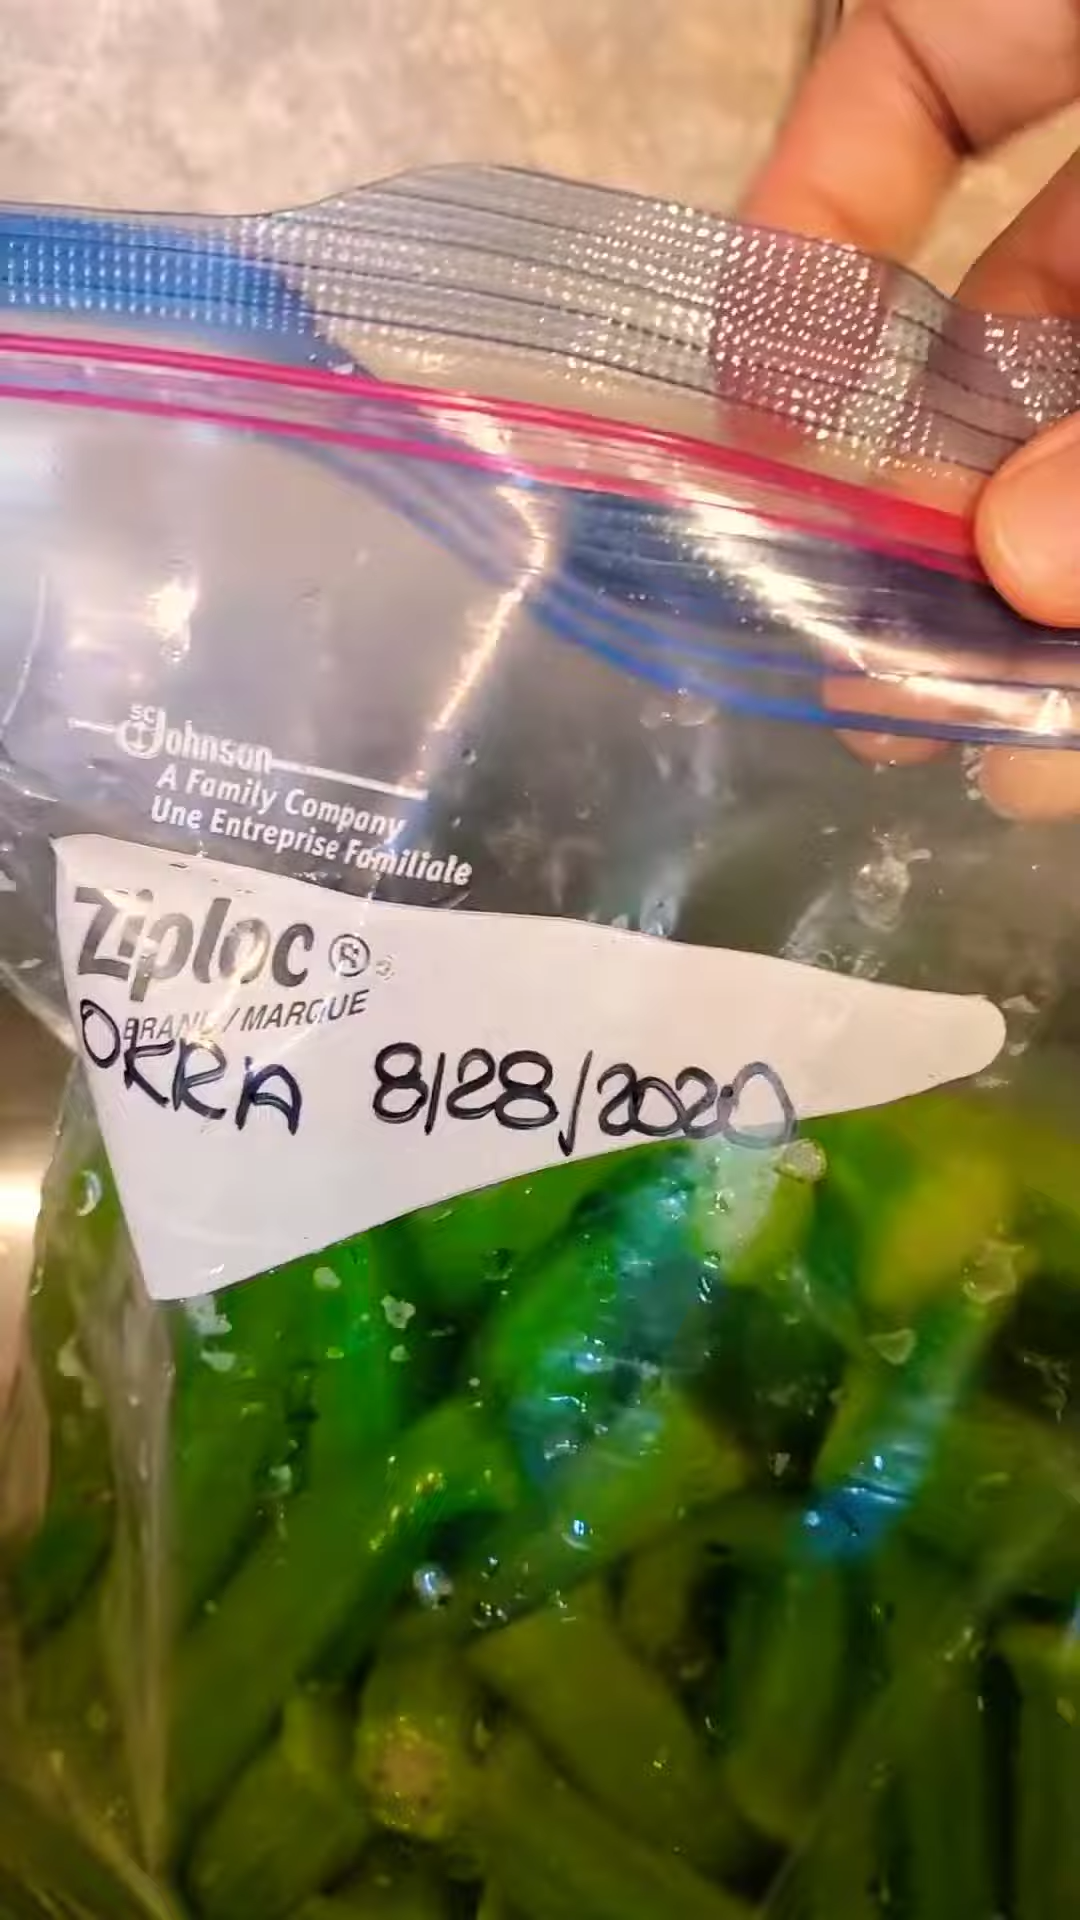 SC Johnson
A Family Company
Une Entreprise Familiale
Ziploc®
BRAND/MARQUE
OKRA 8/28/2020